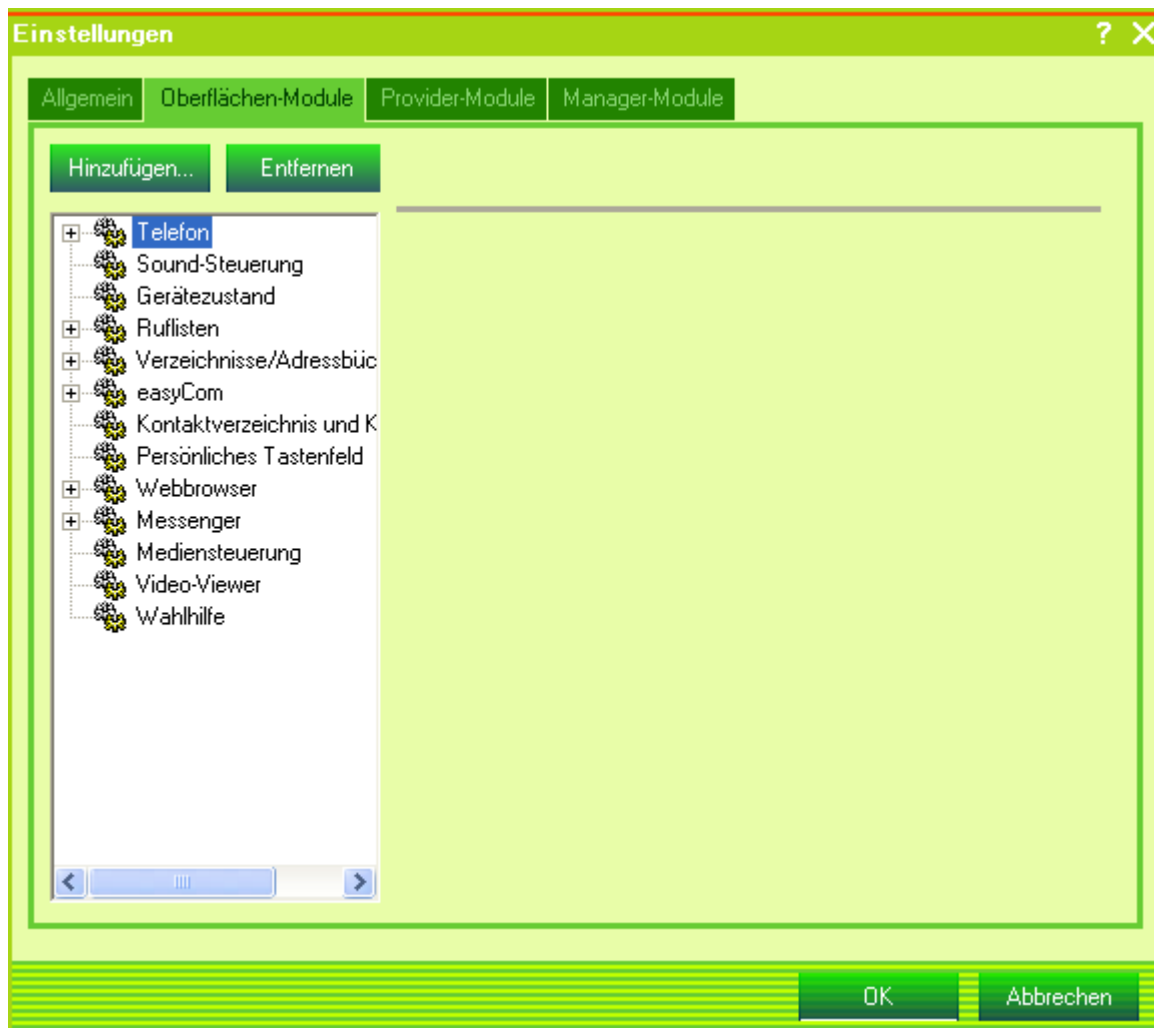 Einstellungen ? X
Allgemein Oberflächen-Module Provider-Module Manager-Module
Hinzufügen... Entfernen
Telefon
Sound-Steuerung
Gerätezustand
Ruflisten
Verzeichnisse/Adressbüc
easyCom
Kontaktverzeichnis und K
Persönliches Tastenfeld
Webbrowser
Messenger
Mediensteuerung
Video-Viewer
Wahlhilfe
OK Abbrechen